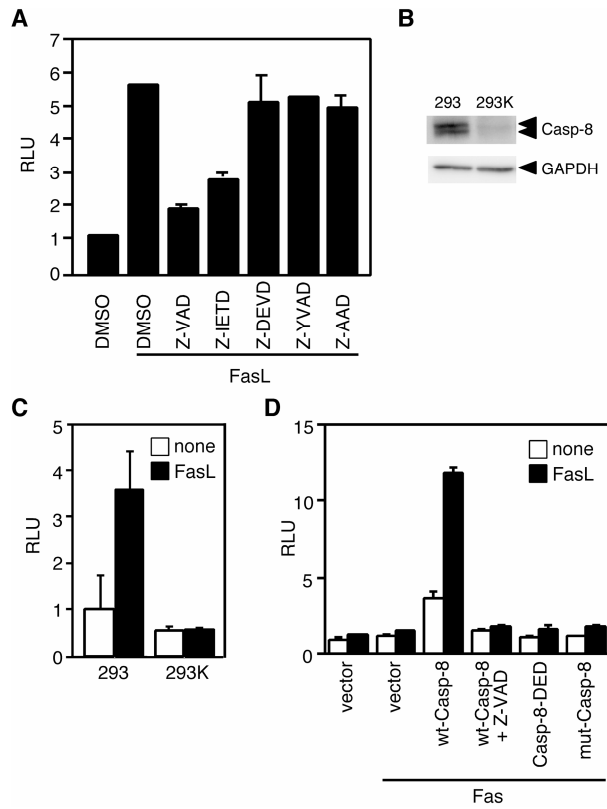 A
7
6
5
4
3
2
1
0
RLU
DMSO
DMSO
Z-VAD
Z-IETD
Z-DEVD
Z-YVAD
Z-AAD
FasL
B
293 293K
Casp-8
GAPDH
C
5
4
3
2
1
0
RLU
none
FasL
293 293K
D
15
10
5
0
RLU
none
FasL
vector
vector
wt-Casp-8
wt-Casp-8
+ Z-VAD
Casp-8-DED
mut-Casp-8
Fas